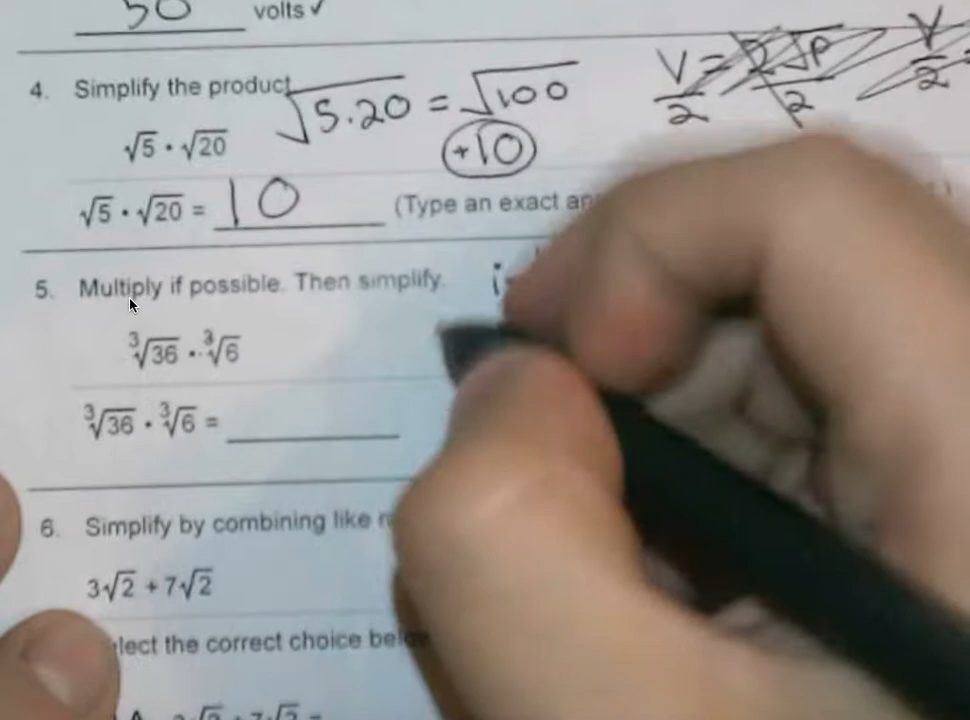 50 volts ✓
4. Simplify the product √5·20 = √100
√5 · √20 +10
√5 · √20 = 10 (Type an exact
V/2 = 2√P/2 V/2
5. Multiply if possible. Then simplify.
∛36 · ∛6
∛36 · ∛6 =
6. Simplify by combining like
3√2 + 7√2
lect the correct choice